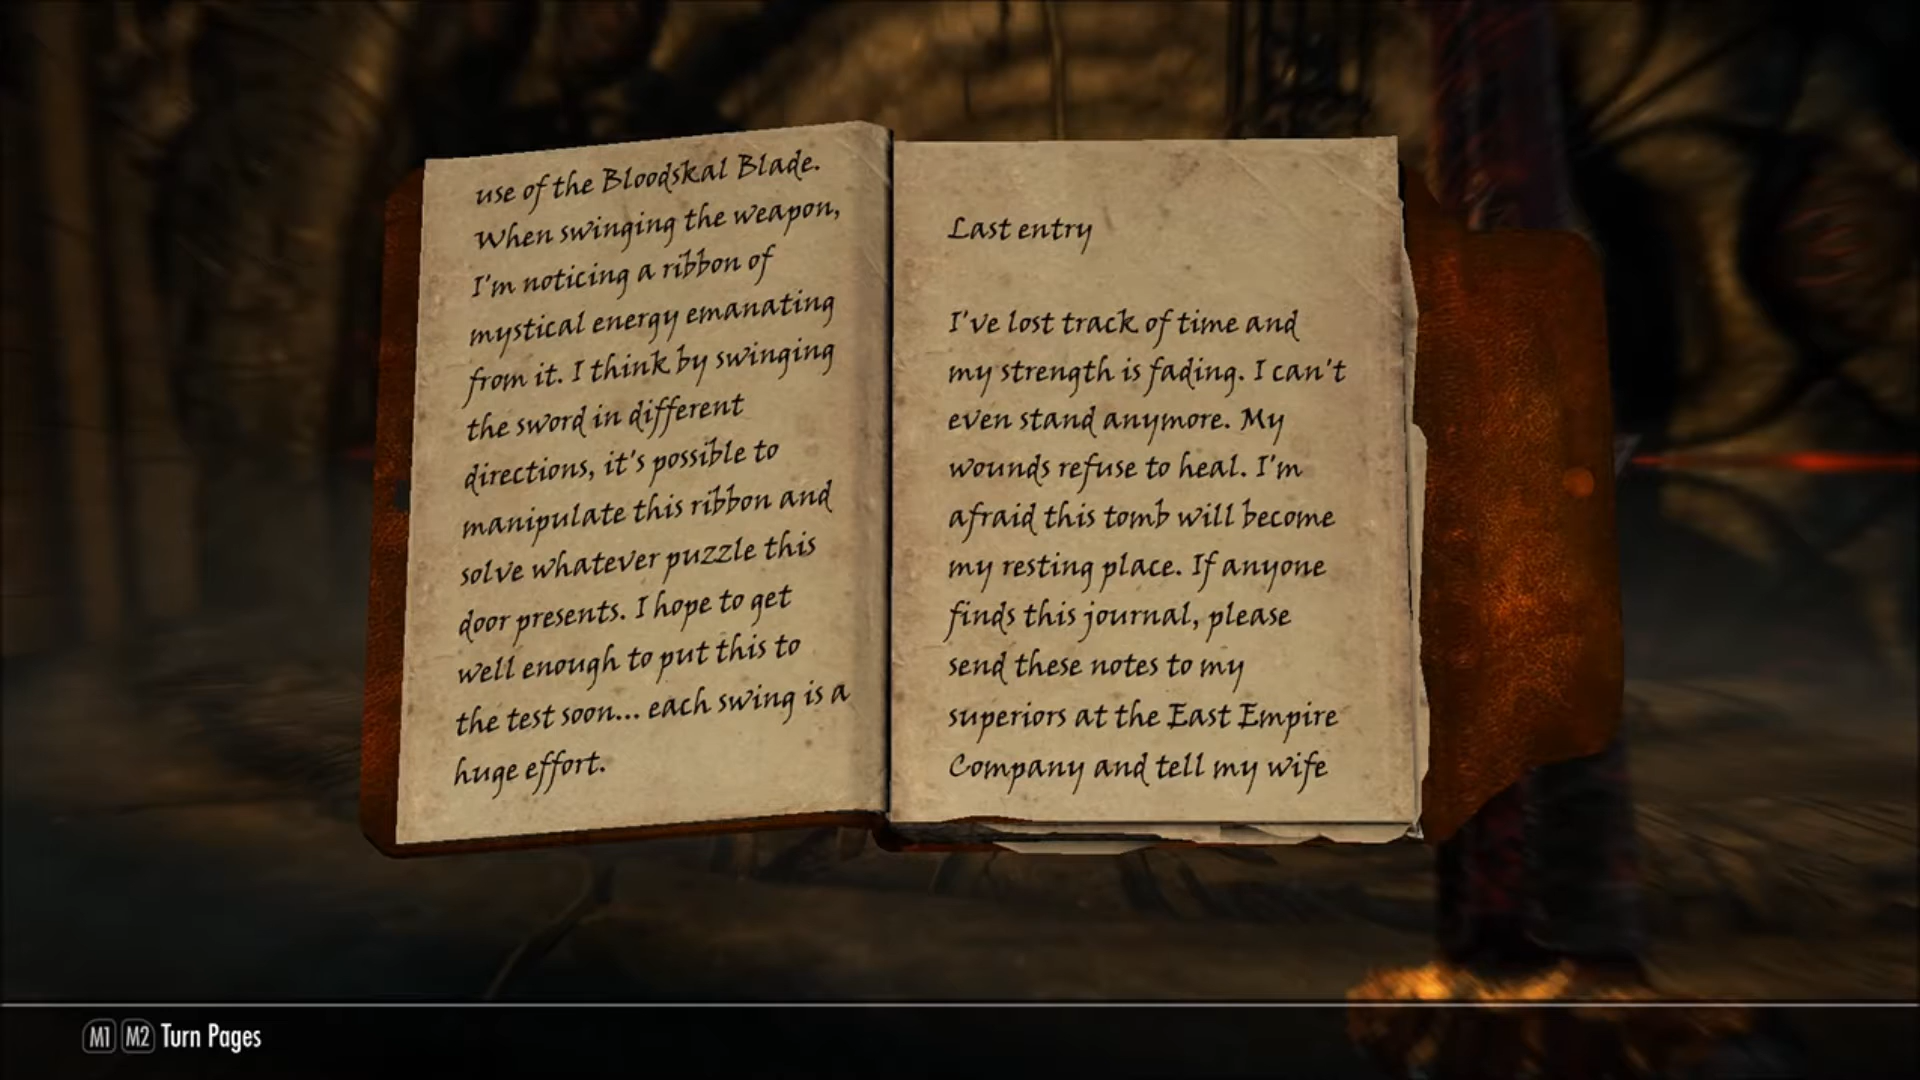 use of the Bloodskal Blade.
When swinging the weapon,
I'm noticing a ribbon of
mystical energy emanating
from it. I think by swinging
the sword in different
directions, it's possible to
manipulate this ribbon and
solve whatever puzzle this
door presents. I hope to get
well enough to put this to
the test soon... each swing is a
huge effort.
Last entry
I've lost track of time and
my strength is fading. I can't
even stand anymore. My
wounds refuse to heal. I'm
afraid this tomb will become
my resting place. If anyone
finds this journal, please
send these notes to my
superiors at the East Empire
Company and tell my wife
M1 M2 Turn Pages